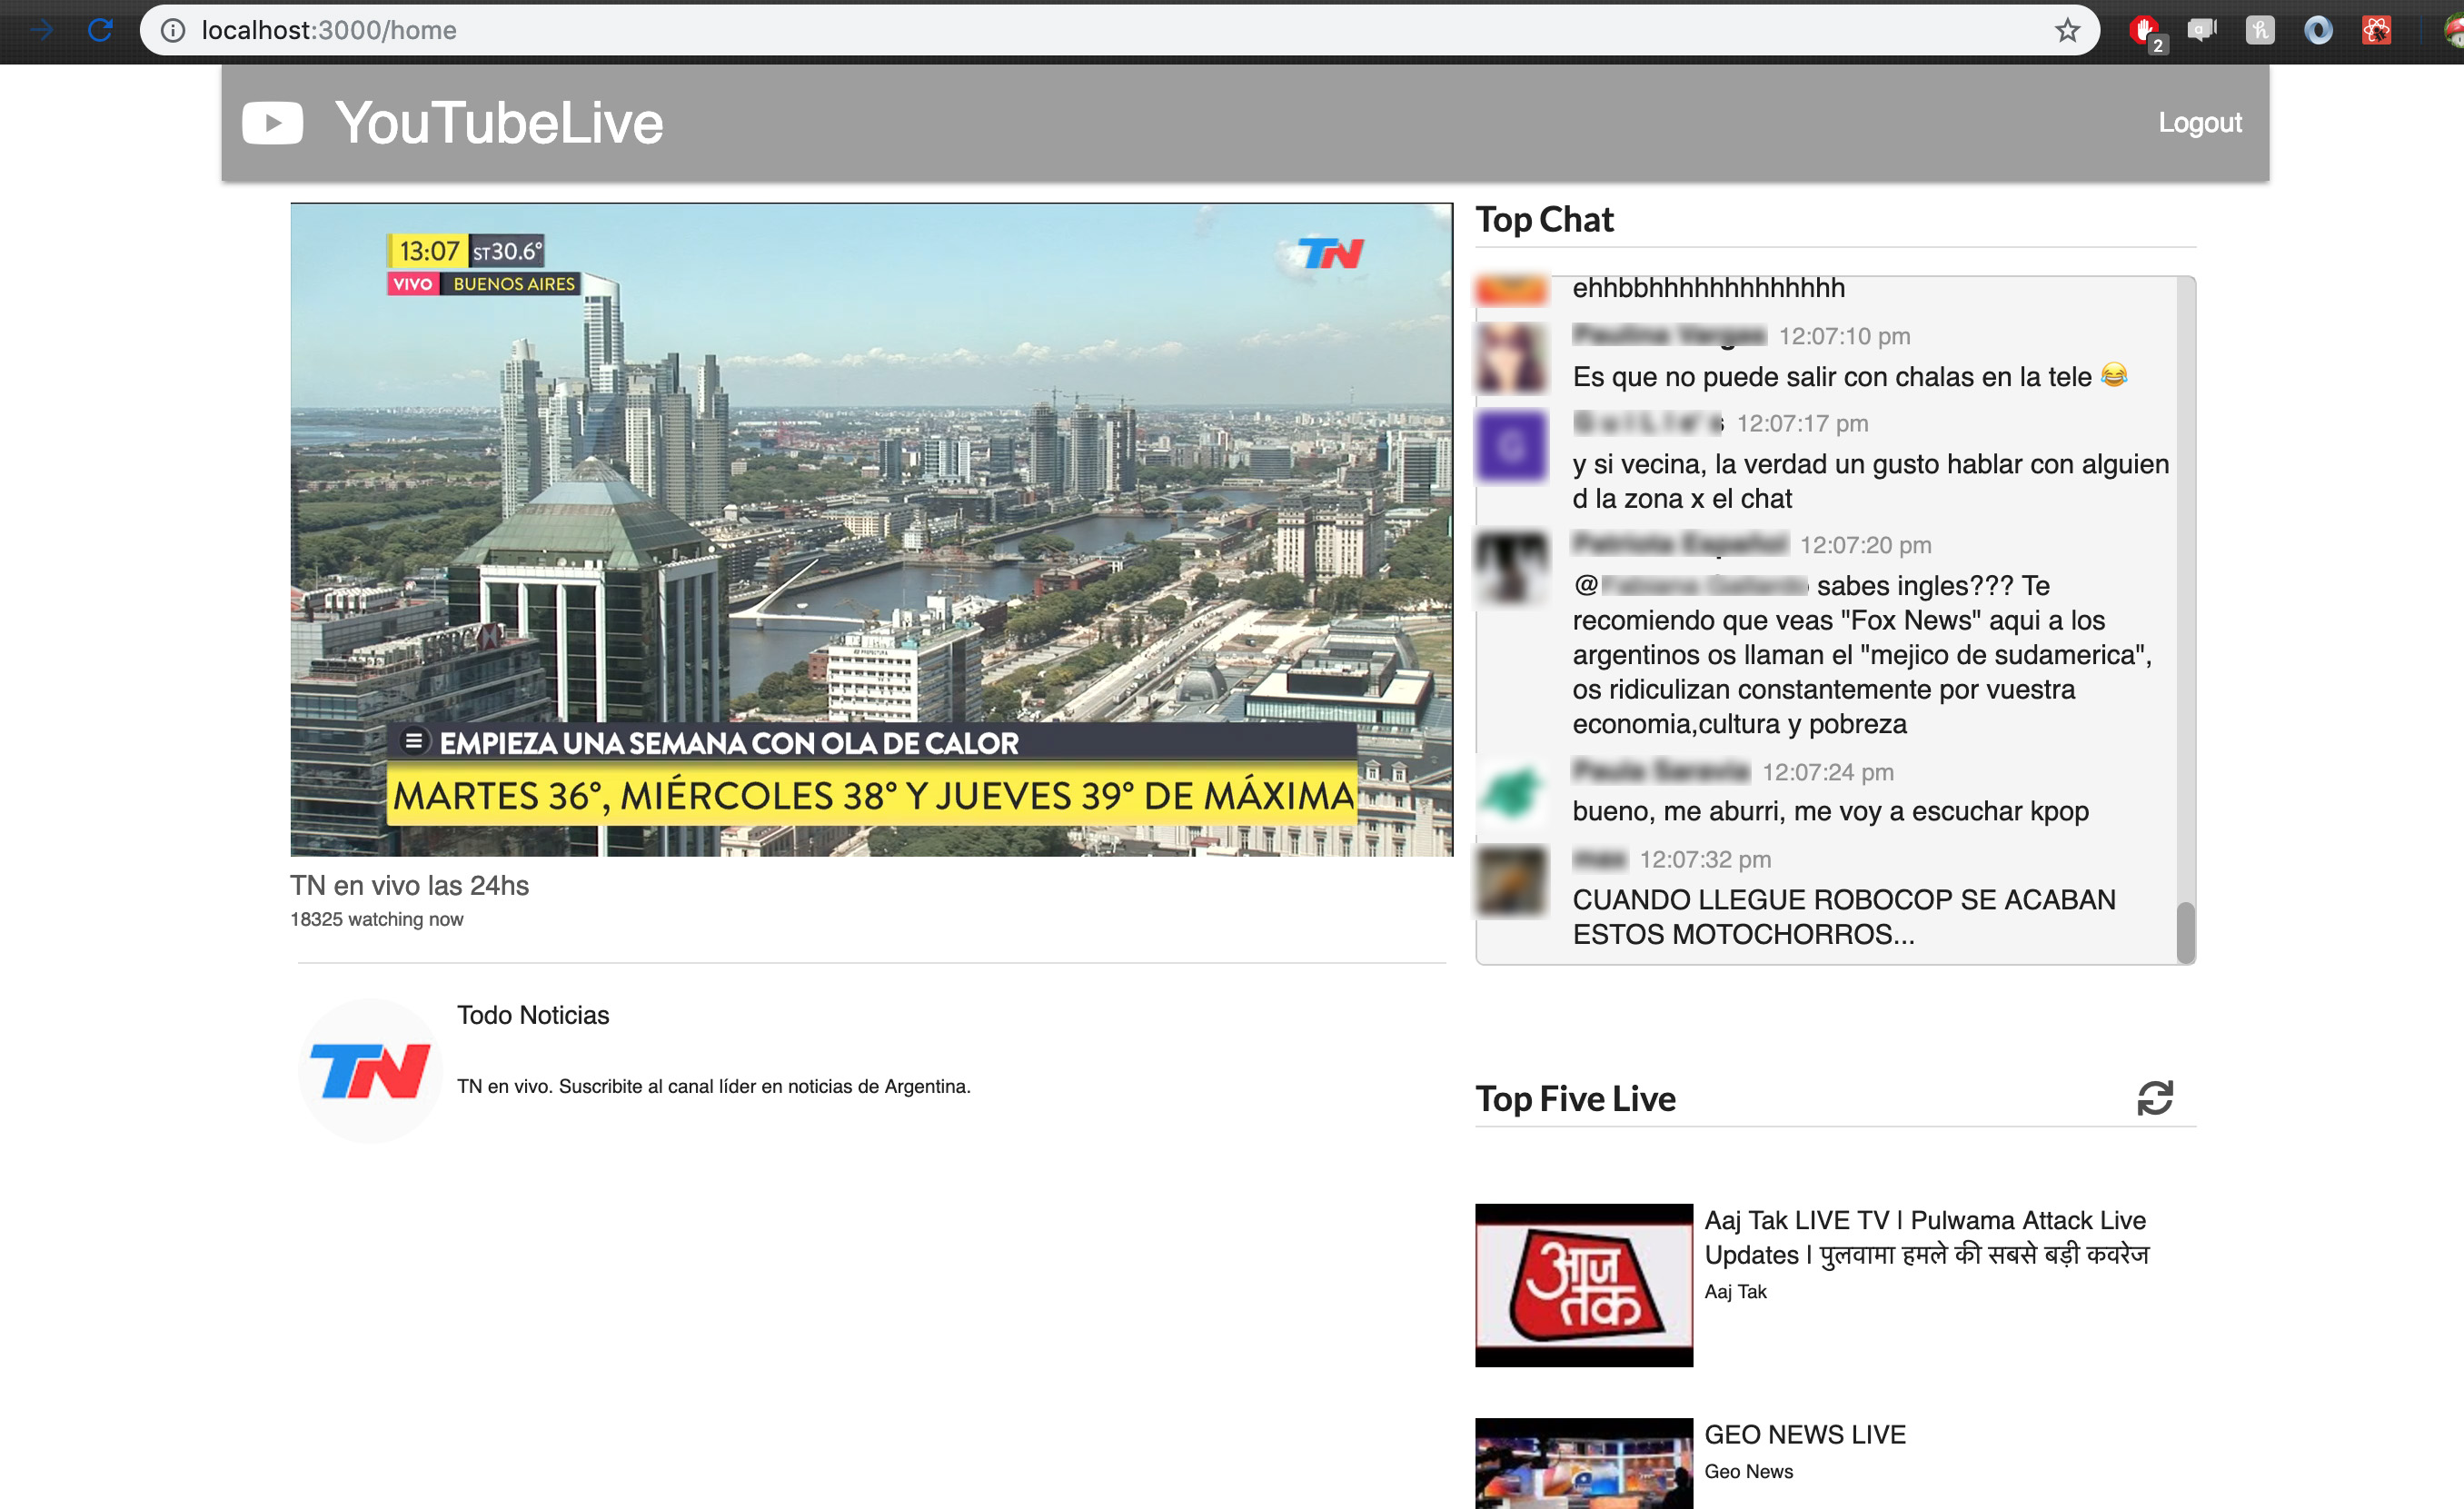 localhost:3000/home
2
YouTubeLive
Logout
13:07 ST 30.6°
VIVO BUENOS AIRES
TN
EMPIEZA UNA SEMANA CON OLA DE CALOR
MARTES 36°, MIÉRCOLES 38° Y JUEVES 39° DE MÁXIMA
TN en vivo las 24hs
18325 watching now
TN
Todo Noticias
TN en vivo. Suscribite al canal líder en noticias de Argentina.
Top Chat
ehhbbhhhhhhhhhhhhh
12:07:10 pm
Es que no puede salir con chalas en la tele 😂
G
12:07:17 pm
y si vecina, la verdad un gusto hablar con alguien
d la zona x el chat
12:07:20 pm
@ sabes ingles??? Te
recomiendo que veas "Fox News" aqui a los
argentinos os llaman el "mejico de sudamerica",
os ridiculizan constantemente por vuestra
economia,cultura y pobreza
12:07:24 pm
bueno, me aburri, me voy a escuchar kpop
12:07:32 pm
CUANDO LLEGUE ROBOCOP SE ACABAN
ESTOS MOTOCHORROS...
Top Five Live
आज
तक
Aaj Tak LIVE TV | Pulwama Attack Live
Updates | पुलवामा हमले की सबसे बड़ी कवरेज
Aaj Tak
GEO NEWS LIVE
Geo News